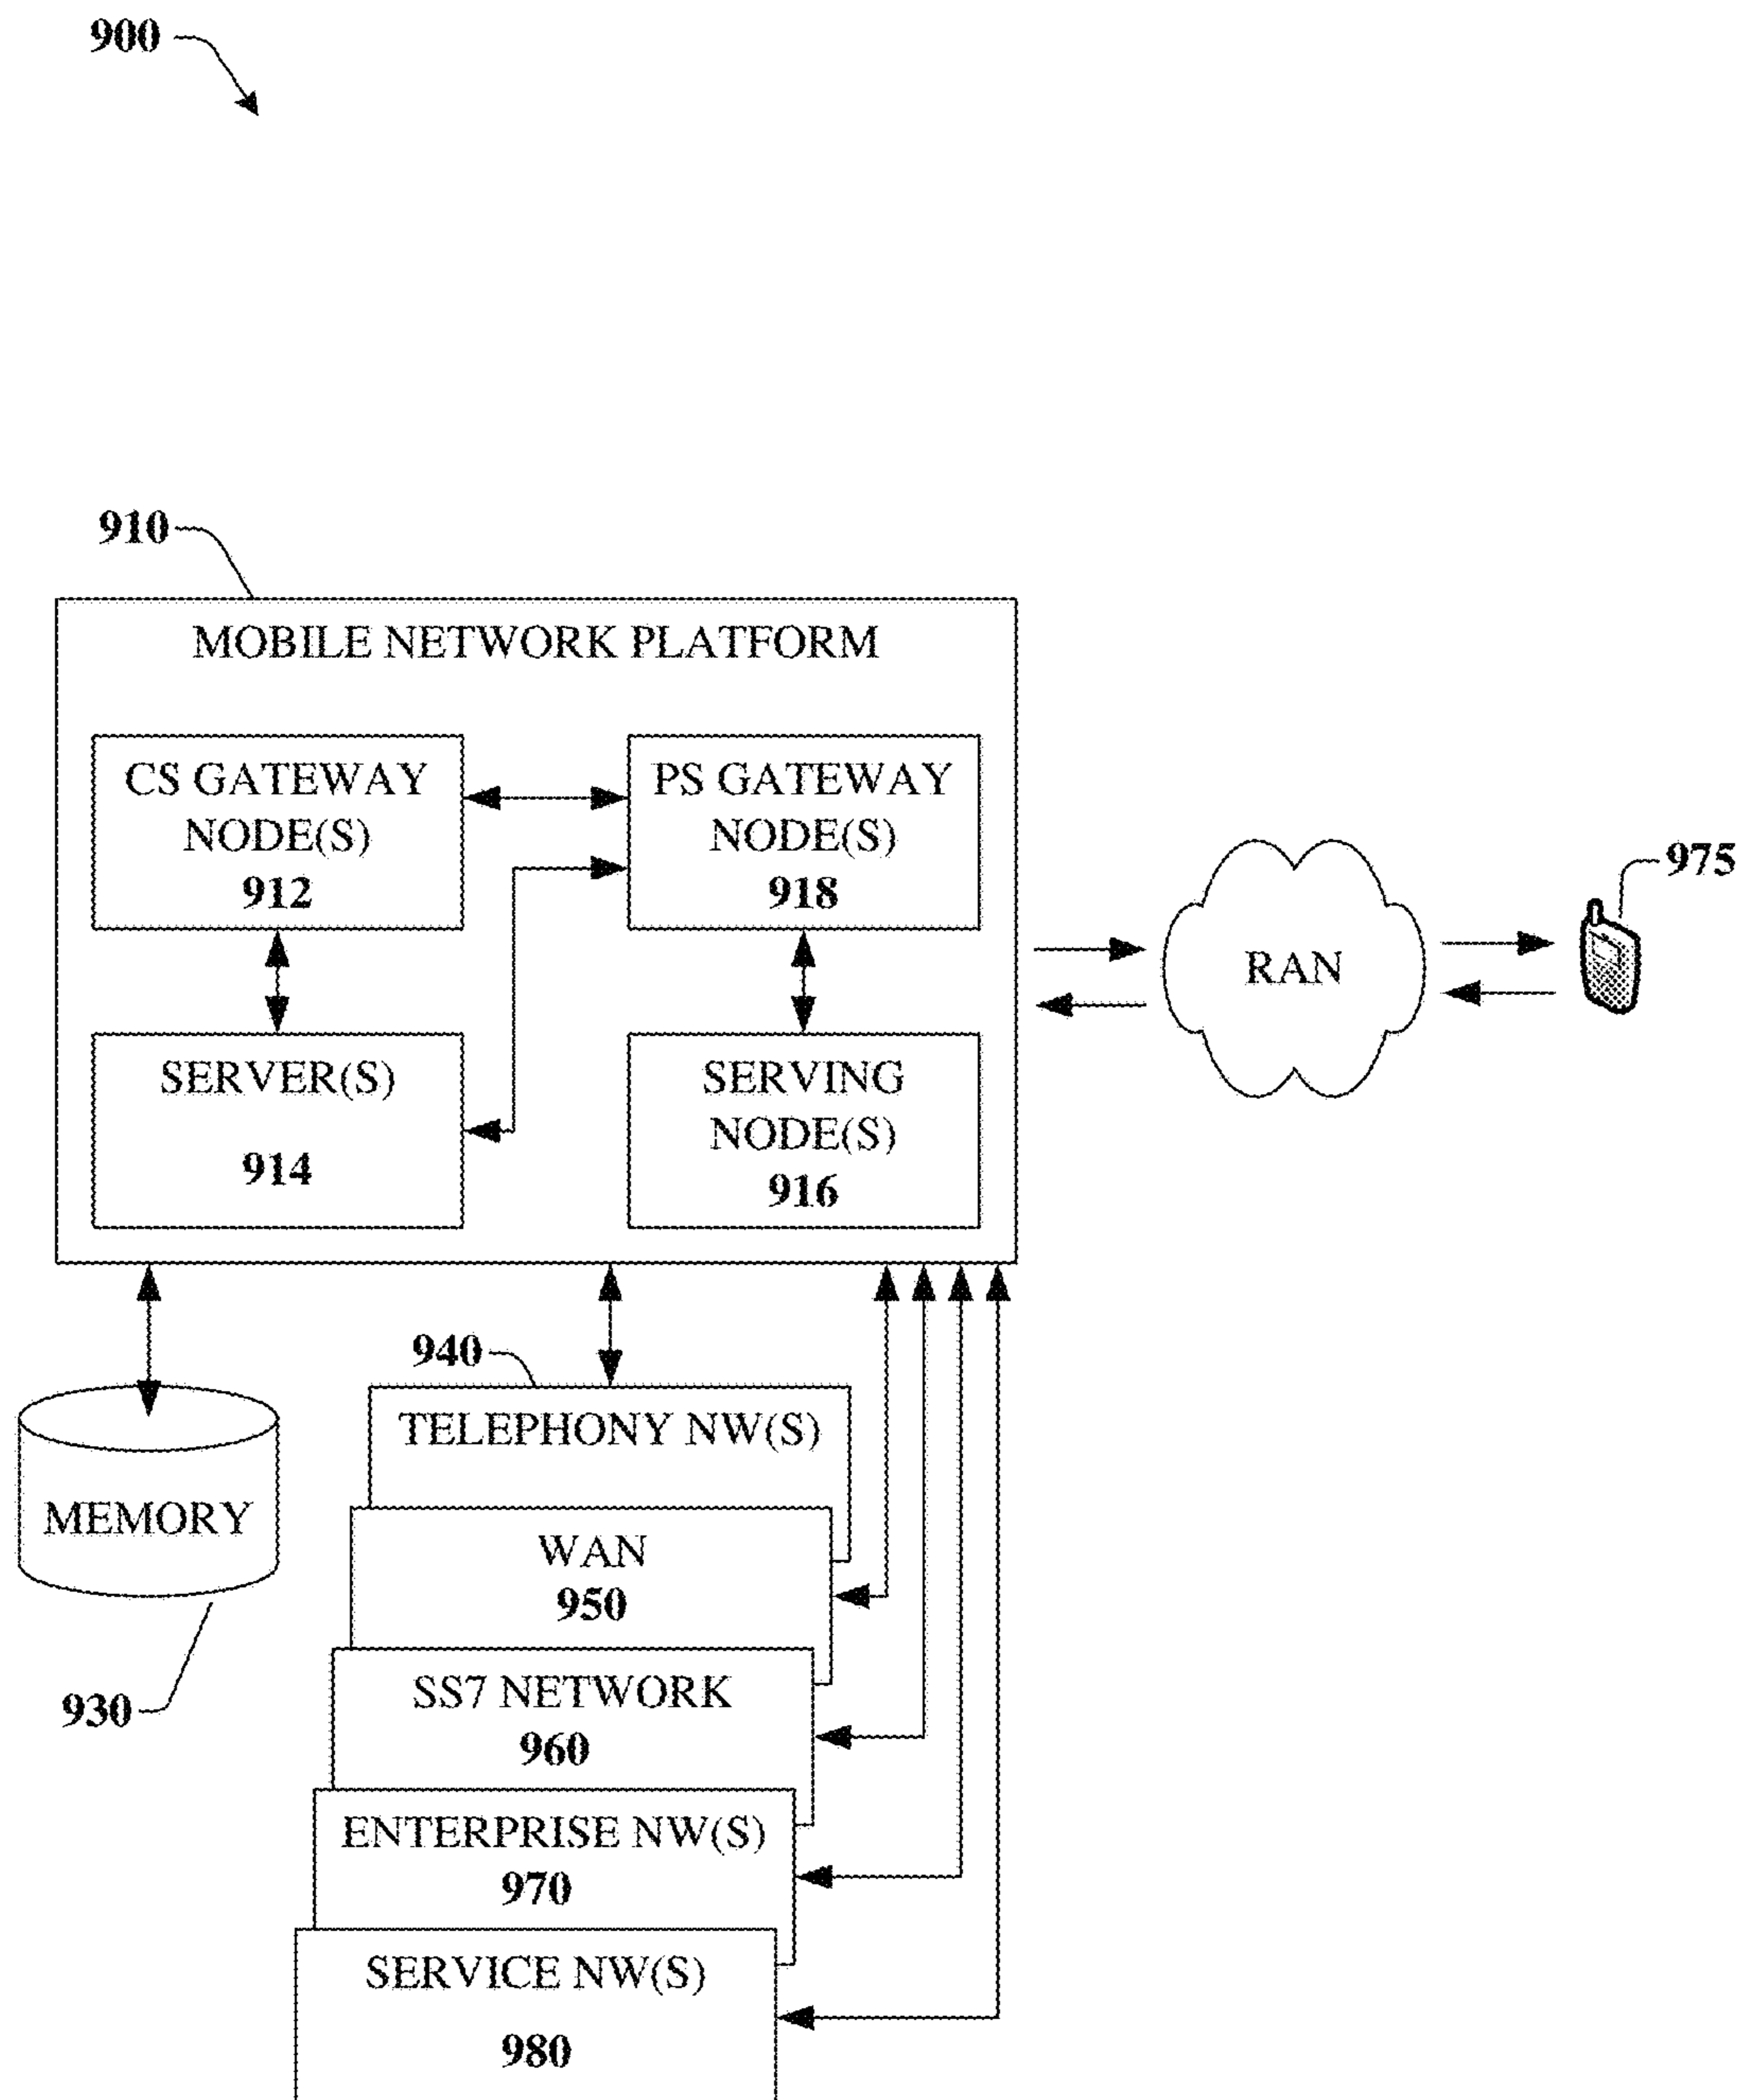 900
910
MOBILE NETWORK PLATFORM
CS GATEWAY
NODE(S)
912
PS GATEWAY
NODE(S)
918
SERVER(S)
914
SERVING
NODE(S)
916
RAN
975
940
TELEPHONY NW(S)
MEMORY
930
WAN
950
SS7 NETWORK
960
ENTERPRISE NW(S)
970
SERVICE NW(S)
980